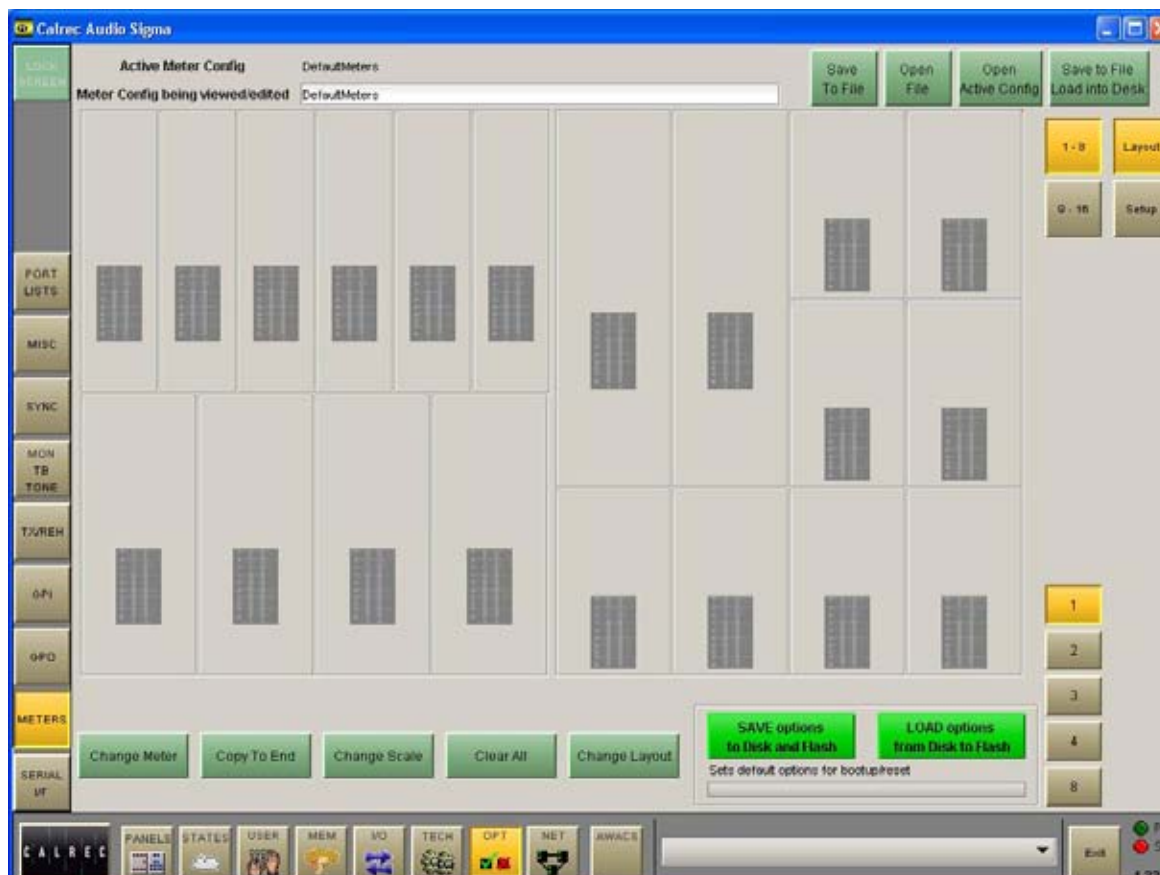 Calrec Audio Sigma
LOCK
SCREEN
Active Meter Config
DefaultMeters
Meter Config being viewed/edited
DefaultMeters
Save
To File
Open
File
Open
Active Config
Save to File
Load into Desk
1 - 8
Layout
9 - 16
Setup
PORT
LISTS
MISC
SYNC
MON
TB
TONE
TX/REH
GPI
GPO
METERS
SERIAL
I/F
1
2
3
4
8
Change Meter
Copy To End
Change Scale
Clear All
Change Layout
SAVE options
to Disk and Flash
LOAD options
from Disk to Flash
Sets default options for bootup/reset
CALREC
PANELS
STATES
USER
MEM
I/O
TECH
OPT
NET
AWACS
Exit